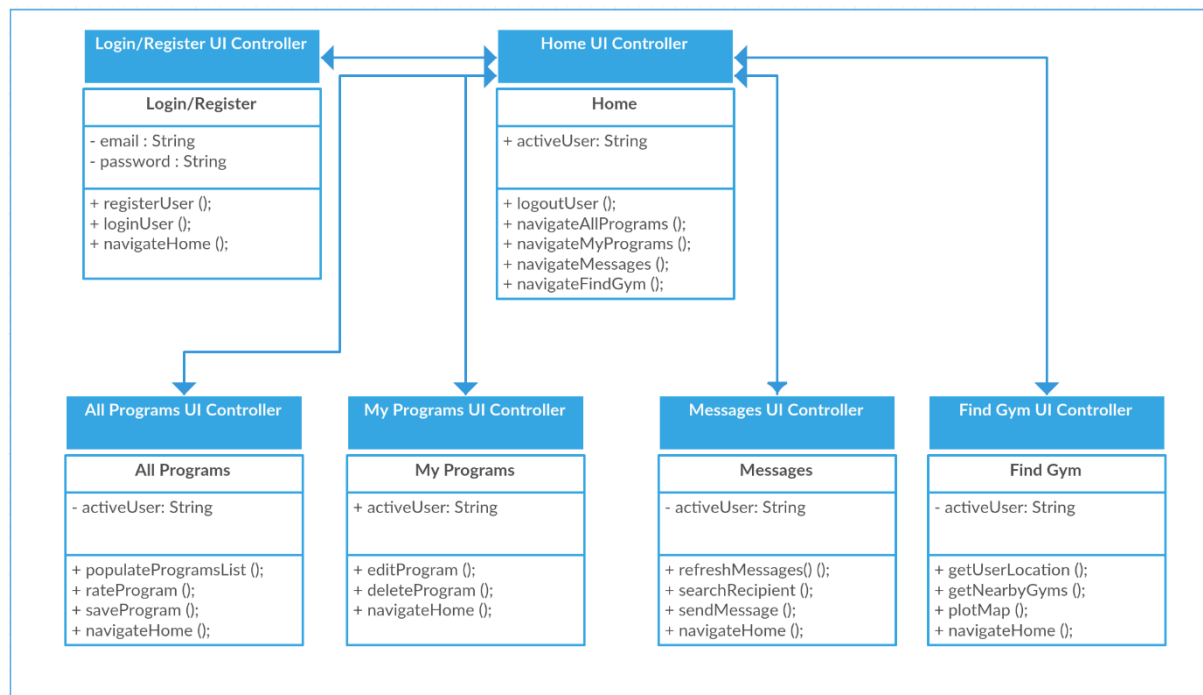 Login/Register UI Controller
Login/Register
- email : String
- password : String
+ registerUser ();
+ loginUser ();
+ navigateHome ();
Home UI Controller
Home
+ activeUser: String
+ logoutUser ();
+ navigateAllPrograms ();
+ navigateMyPrograms ();
+ navigateMessages ();
+ navigateFindGym ();
All Programs UI Controller
All Programs
- activeUser: String
+ populateProgramsList ();
+ rateProgram ();
+ saveProgram ();
+ navigateHome ();
My Programs UI Controller
My Programs
+ activeUser: String
+ editProgram ();
+ deleteProgram ();
+ navigateHome ();
Messages UI Controller
Messages
- activeUser: String
+ refreshMessages() ();
+ searchRecipient ();
+ sendMessage ();
+ navigateHome ();
Find Gym UI Controller
Find Gym
- activeUser: String
+ getUserLocation ();
+ getNearbyGyms ();
+ plotMap ();
+ navigateHome ();